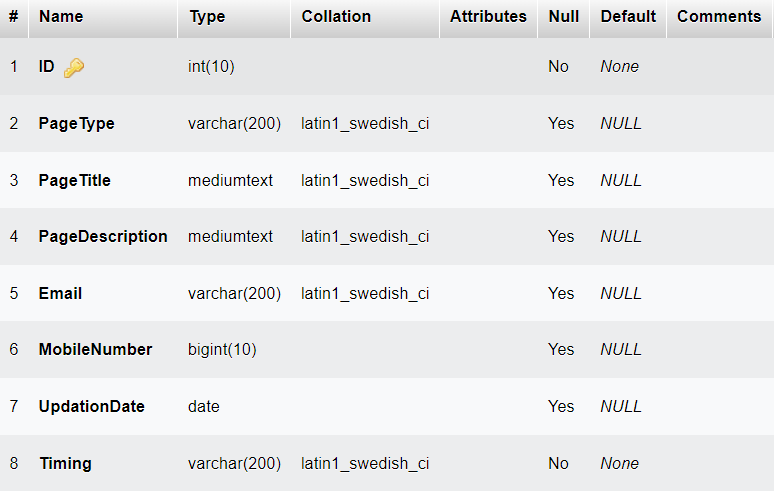 # Name Type Collation Attributes Null Default Comments
1 ID int(10) No None
2 PageType varchar(200) latin1_swedish_ci Yes NULL
3 PageTitle mediumtext latin1_swedish_ci Yes NULL
4 PageDescription mediumtext latin1_swedish_ci Yes NULL
5 Email varchar(200) latin1_swedish_ci Yes NULL
6 MobileNumber bigint(10) Yes NULL
7 UpdationDate date Yes NULL
8 Timing varchar(200) latin1_swedish_ci No None